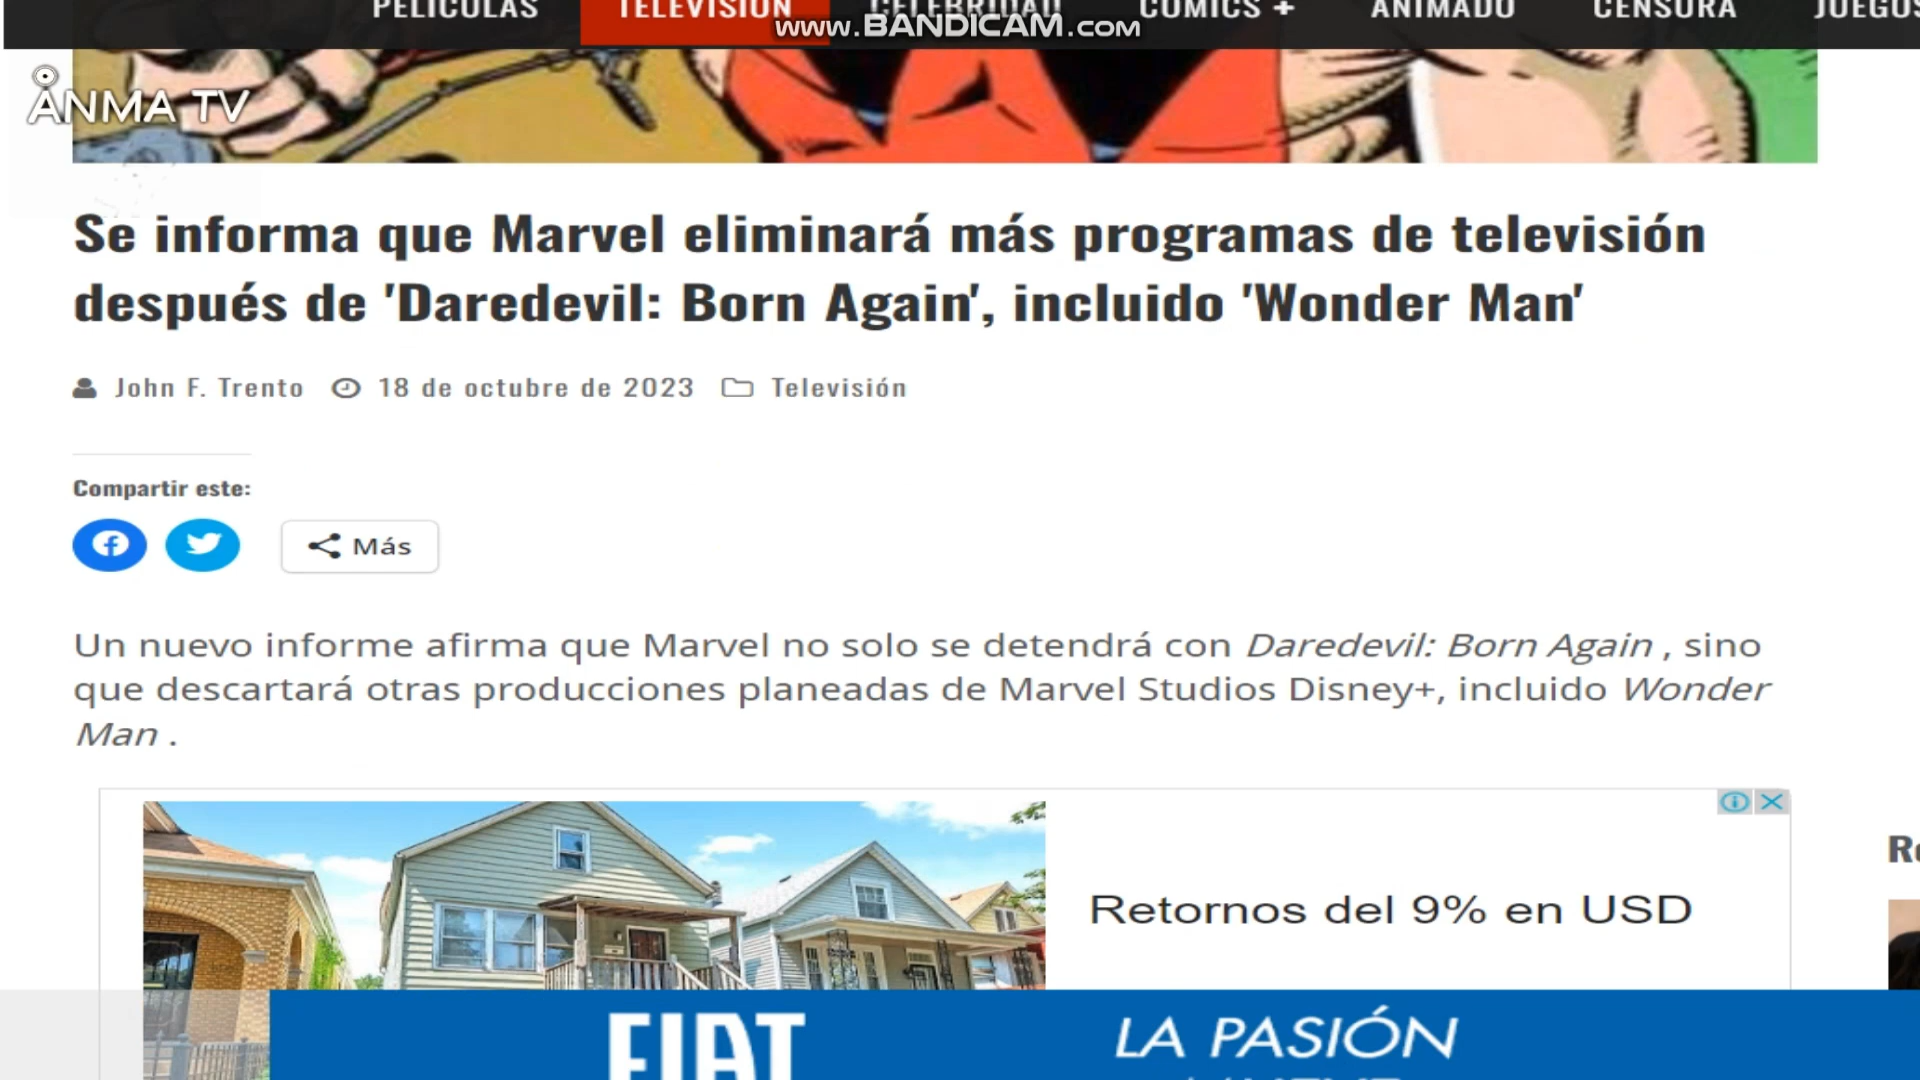 PELÍCULAS TELEVISIÓN CELEBRIDAD CÓMICS + ANIMADO CENSURA JUEGOS
www.BANDICAM.com
ANMA TV
Se informa que Marvel eliminará más programas de televisión
después de 'Daredevil: Born Again', incluido 'Wonder Man'
John F. Trento 18 de octubre de 2023 Televisión
Compartir este:
Más
Un nuevo informe afirma que Marvel no solo se detendrá con Daredevil: Born Again , sino
que descartará otras producciones planeadas de Marvel Studios Disney+, incluido Wonder
Man .
Retornos del 9% en USD
FIAT LA PASIÓN